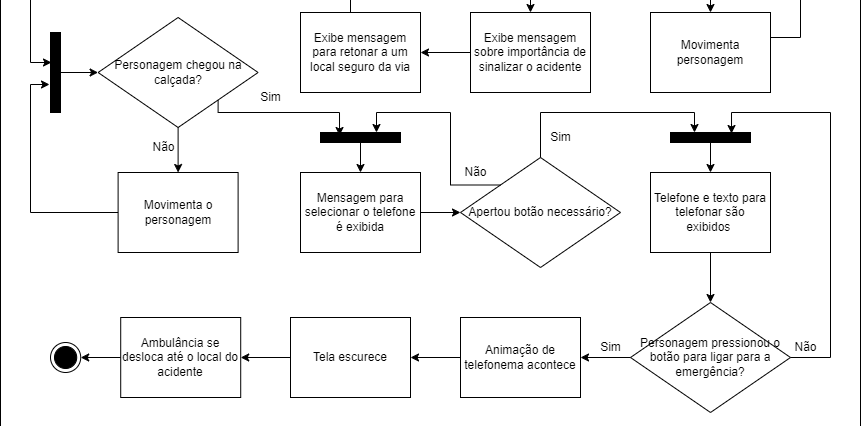 Exibe mensagem
para retonar a um
local seguro da via
Exibe mensagem
sobre importância de
sinalizar o acidente
Movimenta
personagem
Personagem chegou na
calçada?
Sim
Não
Movimenta o
personagem
Mensagem para
selecionar o telefone
é exibida
Não
Apertou botão necessário?
Sim
Telefone e texto para
telefonar são
exibidos
Personagem pressionou o
botão para ligar para a
emergência?
Não
Sim
Animação de
telefonema acontece
Tela escurece
Ambulância se
desloca até o local do
acidente